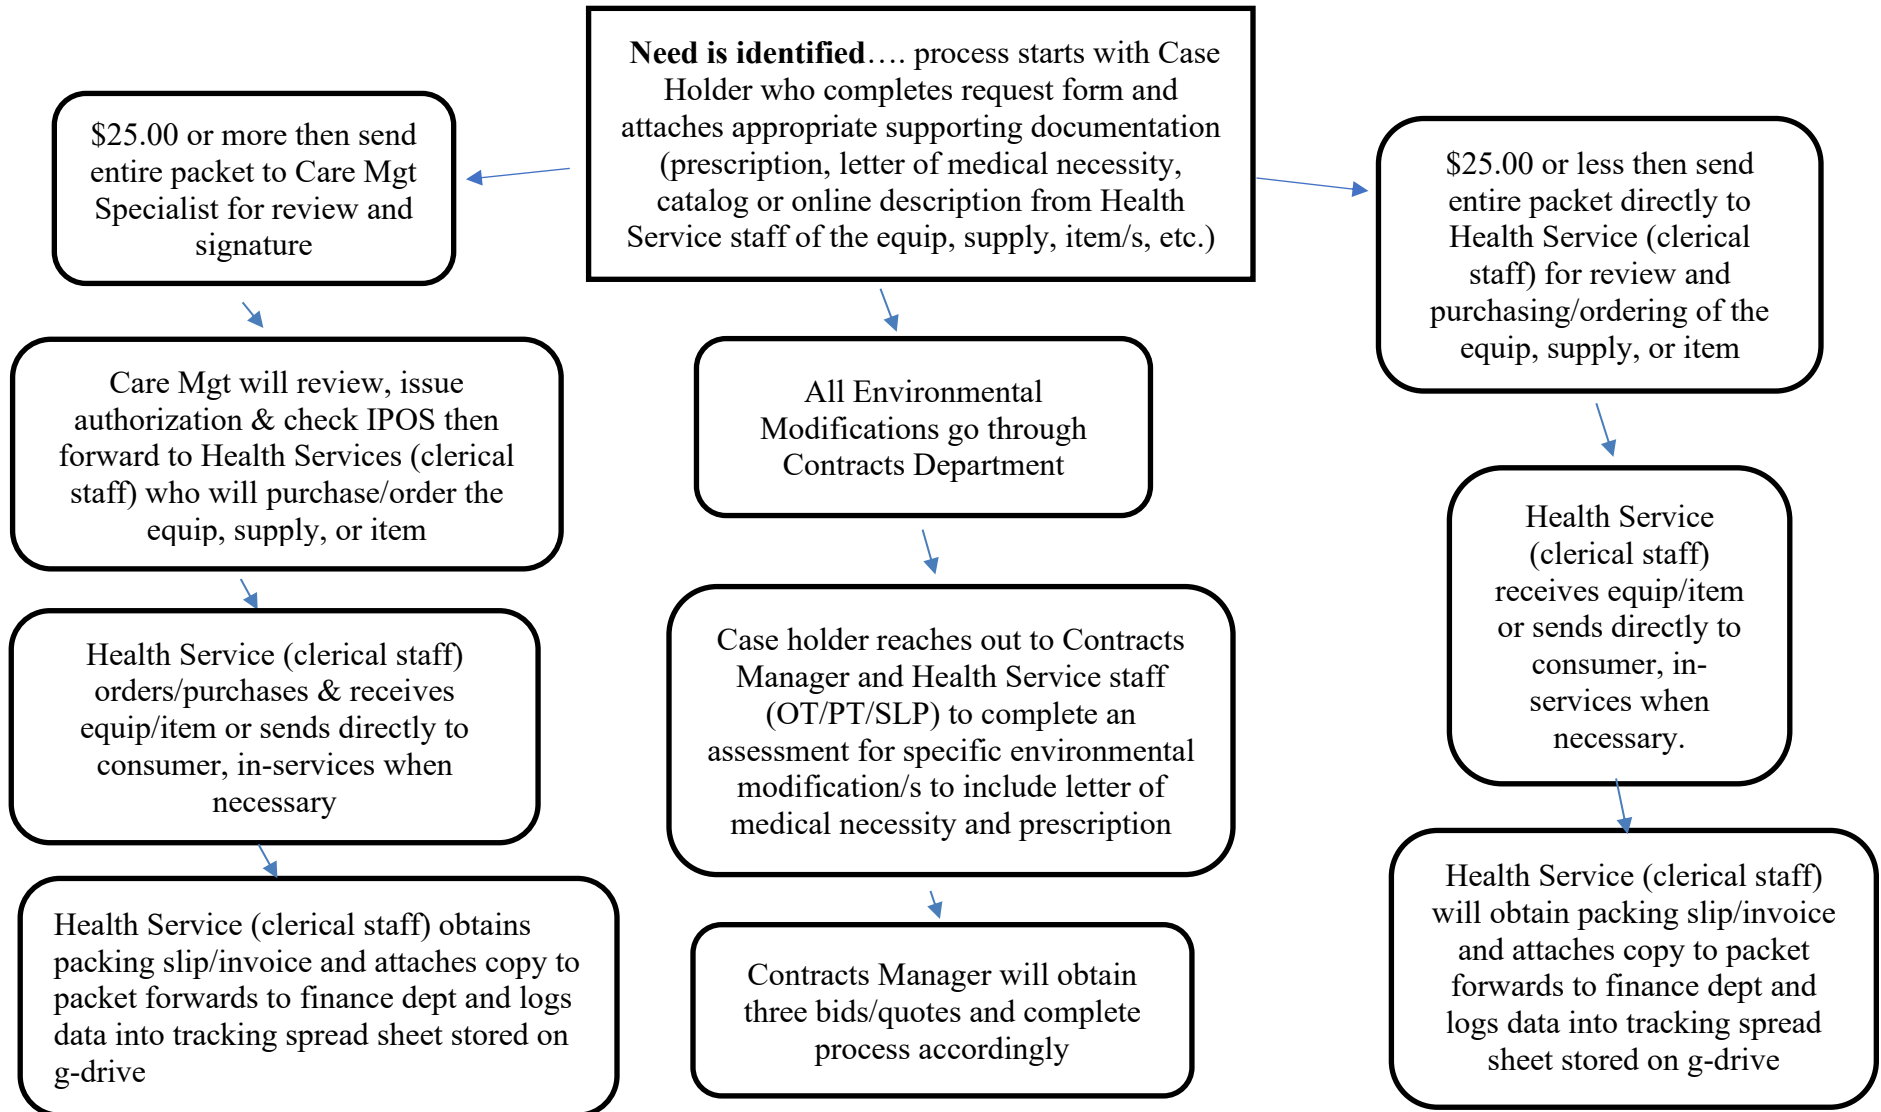 Need is identified…. process starts with Case
Holder who completes request form and
attaches appropriate supporting documentation
(prescription, letter of medical necessity,
catalog or online description from Health
Service staff of the equip, supply, item/s, etc.)
$25.00 or more then send
entire packet to Care Mgt
Specialist for review and
signature
Care Mgt will review, issue
authorization & check IPOS then
forward to Health Services (clerical
staff) who will purchase/order the
equip, supply, or item
Health Service (clerical staff)
orders/purchases & receives
equip/item or sends directly to
consumer, in-services when
necessary
Health Service (clerical staff) obtains
packing slip/invoice and attaches copy to
packet forwards to finance dept and logs
data into tracking spread sheet stored on
g-drive
All Environmental
Modifications go through
Contracts Department
Case holder reaches out to Contracts
Manager and Health Service staff
(OT/PT/SLP) to complete an
assessment for specific environmental
modification/s to include letter of
medical necessity and prescription
Contracts Manager will obtain
three bids/quotes and complete
process accordingly
$25.00 or less then send
entire packet directly to
Health Service (clerical
staff) for review and
purchasing/ordering of the
equip, supply, or item
Health Service
(clerical staff)
receives equip/item
or sends directly to
consumer, in-
services when
necessary.
Health Service (clerical staff)
will obtain packing slip/invoice
and attaches copy to packet
forwards to finance dept and
logs data into tracking spread
sheet stored on g-drive